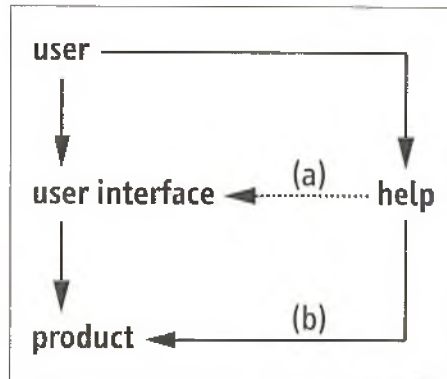 user
(a)
user interface help
(b)
product